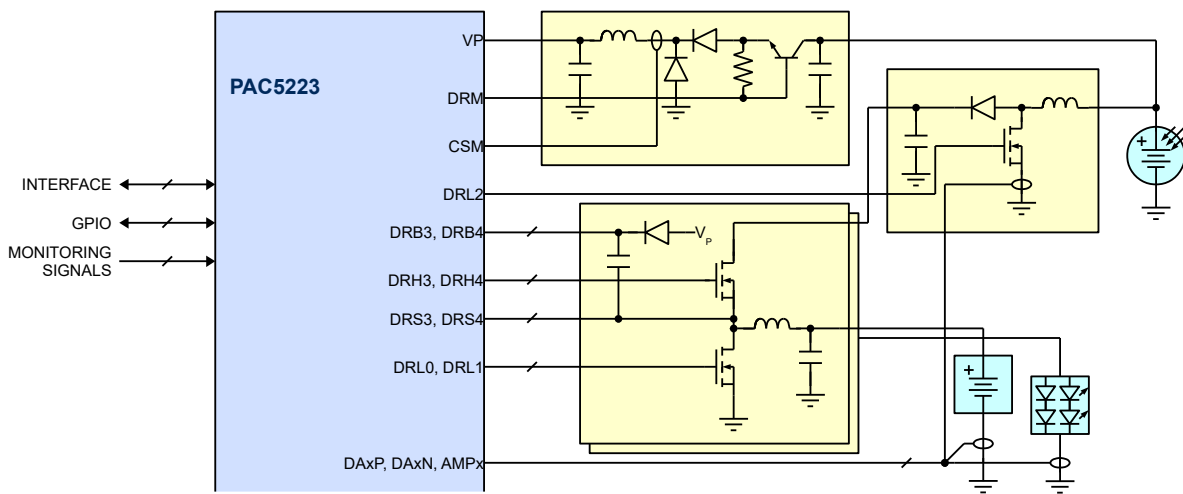 VP
PAC5223
DRM
CSM
INTERFACE
DRL2
GPIO
DRB3, DRB4
V_P
MONITORING
SIGNALS
DRH3, DRH4
DRS3, DRS4
DRL0, DRL1
DAxP, DAxN, AMPx
+
+